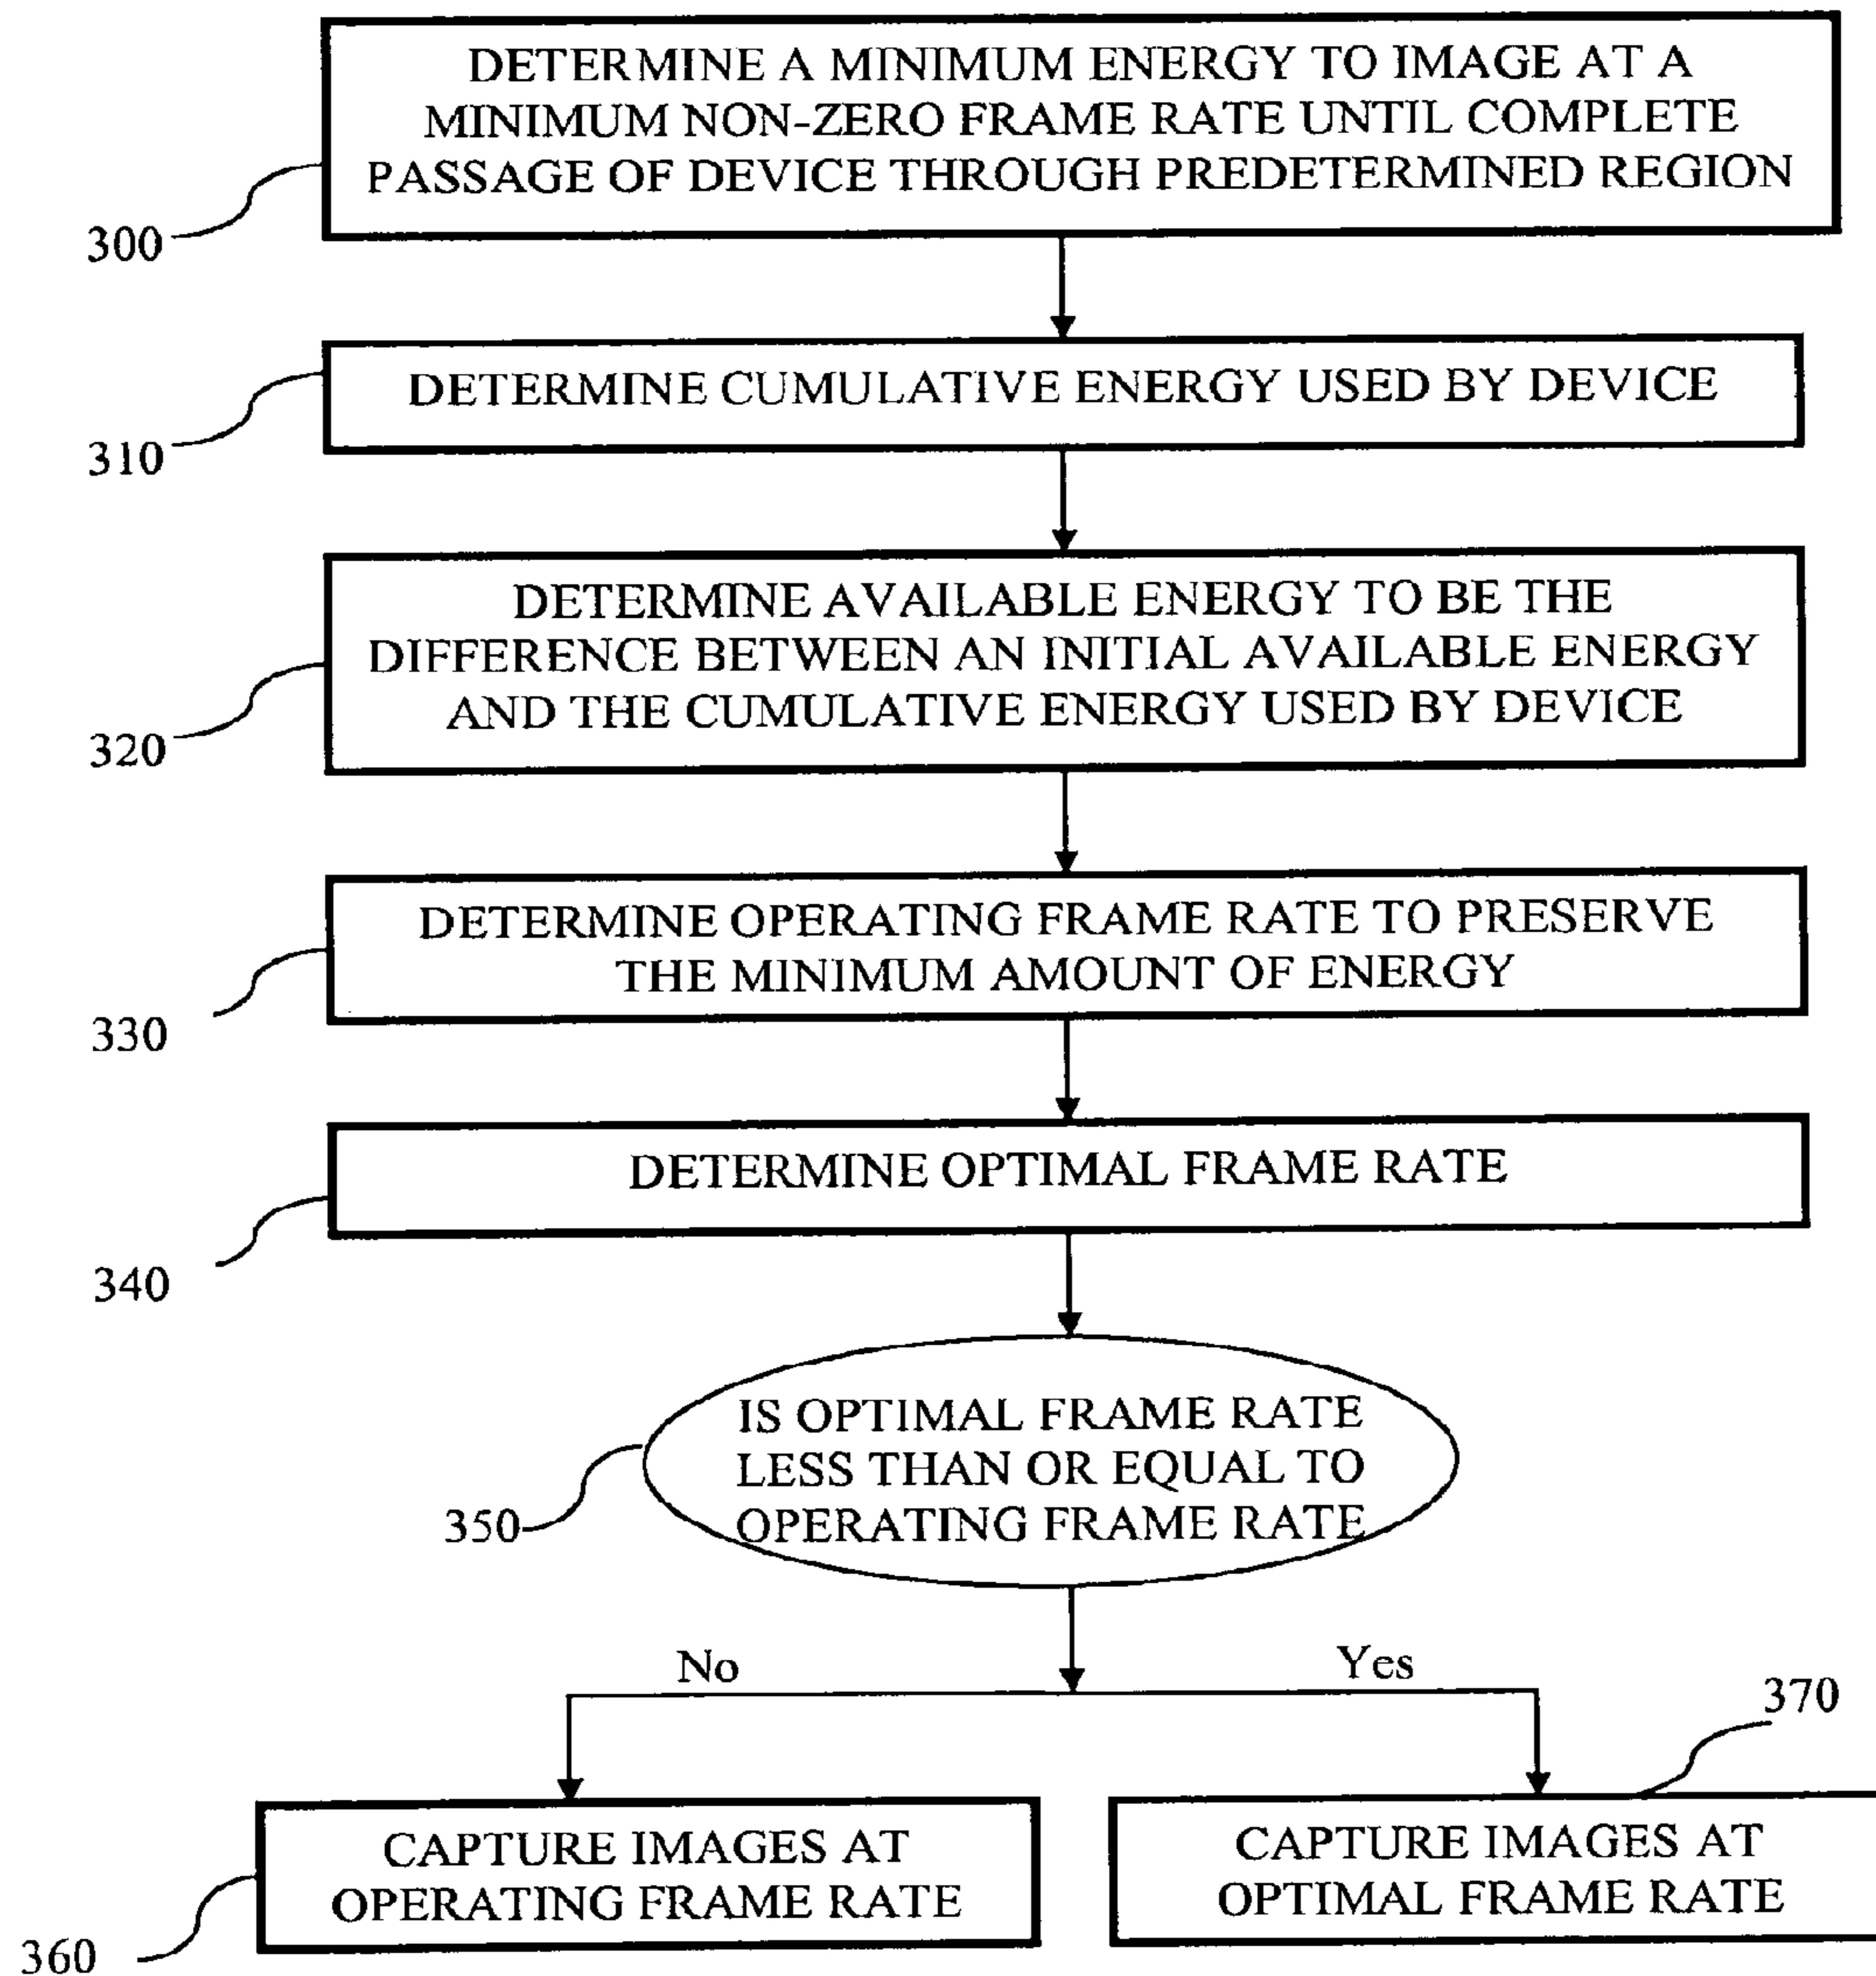 DETERMINE A MINIMUM ENERGY TO IMAGE AT A
MINIMUM NON-ZERO FRAME RATE UNTIL COMPLETE
PASSAGE OF DEVICE THROUGH PREDETERMINED REGION
300
DETERMINE CUMULATIVE ENERGY USED BY DEVICE
310
DETERMINE AVAILABLE ENERGY TO BE THE
DIFFERENCE BETWEEN AN INITIAL AVAILABLE ENERGY
AND THE CUMULATIVE ENERGY USED BY DEVICE
320
DETERMINE OPERATING FRAME RATE TO PRESERVE
THE MINIMUM AMOUNT OF ENERGY
330
DETERMINE OPTIMAL FRAME RATE
340
IS OPTIMAL FRAME RATE
LESS THAN OR EQUAL TO
OPERATING FRAME RATE
350
No
Yes
370
CAPTURE IMAGES AT
OPERATING FRAME RATE
360
CAPTURE IMAGES AT
OPTIMAL FRAME RATE